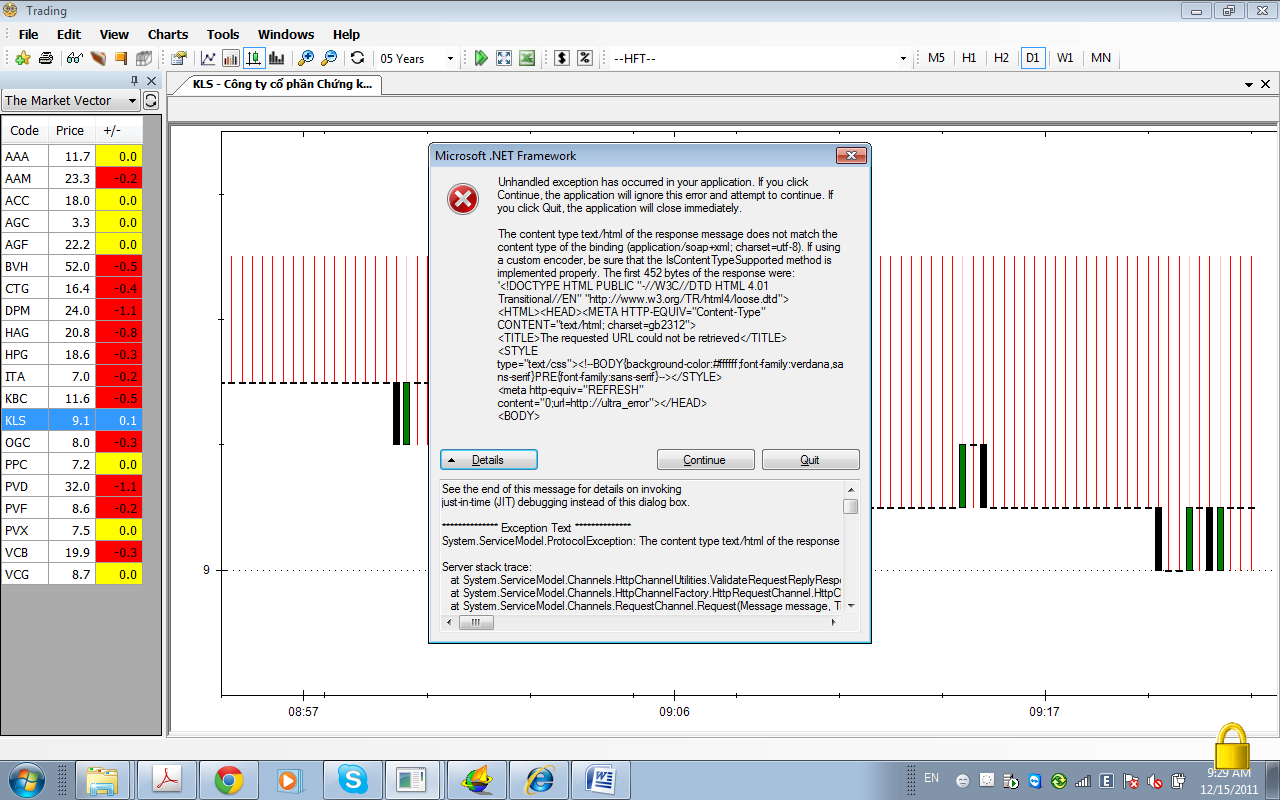 Trading
File Edit View Charts Tools Windows Help
05 Years
$ %
--HFT--
M5 H1 H2 D1 W1 MN
The Market Vector
KLS - Công ty cổ phần Chứng k...
Code Price +/-
AAA 11.7 0.0
AAM 23.3 -0.2
ACC 18.0 0.0
AGC 3.3 0.0
AGF 22.2 0.0
BVH 52.0 -0.5
CTG 16.4 -0.4
DPM 24.0 -1.1
HAG 20.8 -0.8
HPG 18.6 -0.3
ITA 7.0 -0.2
KBC 11.6 -0.5
KLS 9.1 0.1
OGC 8.0 -0.3
PPC 7.2 0.0
PVD 32.0 -1.1
PVF 8.6 -0.2
PVX 7.5 0.0
VCB 19.9 -0.3
VCG 8.7 0.0
Microsoft .NET Framework
Unhandled exception has occurred in your application. If you click
Continue, the application will ignore this error and attempt to continue. If
you click Quit, the application will close immediately.
The content type text/html of the response message does not match the
content type of the binding (application/soap+xml; charset=utf-8). If using
a custom encoder, be sure that the IsContentTypeSupported method is
implemented properly. The first 452 bytes of the response were:
'<!DOCTYPE HTML PUBLIC "-//W3C//DTD HTML 4.01
Transitional//EN" "http://www.w3.org/TR/html4/loose.dtd">
<HTML><HEAD><META HTTP-EQUIV="Content-Type"
CONTENT="text/html; charset=gb2312">
<TITLE>The requested URL could not be retrieved</TITLE>
<STYLE
type="text/css"><!--BODY{background-color:#ffffff;font-family:verdana,sa
ns-serif}PRE{font-family:sans-serif}--></STYLE>
<meta http-equiv="REFRESH"
content="0;url=http://ultra_error"></HEAD>
<BODY>
Details Continue Quit
See the end of this message for details on invoking
just-in-time (JIT) debugging instead of this dialog box.
************** Exception Text **************
System.ServiceModel.ProtocolException: The content type text/html of the response
Server stack trace:
at System.ServiceModel.Channels.HttpChannelUtilities.ValidateRequestReplyResp
at System.ServiceModel.Channels.HttpChannelFactory.HttpRequestChannel.HttpC
at System.ServiceModel.Channels.RequestChannel.Request(Message message, Ti
9
08:57 09:06 09:17
EN
9:29 AM
12/15/2011